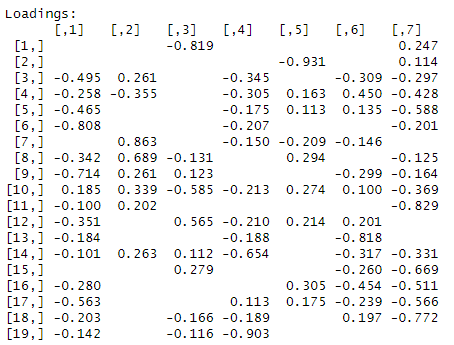 Loadings:
      [,1]   [,2]   [,3]   [,4]   [,5]   [,6]   [,7]
 [1,]               -0.819                       0.247
 [2,]                             -0.931         0.114
 [3,] -0.495  0.261        -0.345        -0.309 -0.297
 [4,] -0.258 -0.355        -0.305  0.163  0.450 -0.428
 [5,] -0.465               -0.175  0.113  0.135 -0.588
 [6,] -0.808               -0.207               -0.201
 [7,]         0.863        -0.150 -0.209 -0.146
 [8,] -0.342  0.689 -0.131         0.294        -0.125
 [9,] -0.714  0.261  0.123               -0.299 -0.164
[10,]  0.185  0.339 -0.585 -0.213  0.274  0.100 -0.369
[11,] -0.100  0.202                             -0.829
[12,] -0.351         0.565 -0.210  0.214  0.201
[13,] -0.184               -0.188        -0.818
[14,] -0.101  0.263  0.112 -0.654        -0.317 -0.331
[15,]                0.279               -0.260 -0.669
[16,] -0.280                      0.305 -0.454 -0.511
[17,] -0.563                0.113  0.175 -0.239 -0.566
[18,] -0.203        -0.166 -0.189         0.197 -0.772
[19,] -0.142        -0.116 -0.903